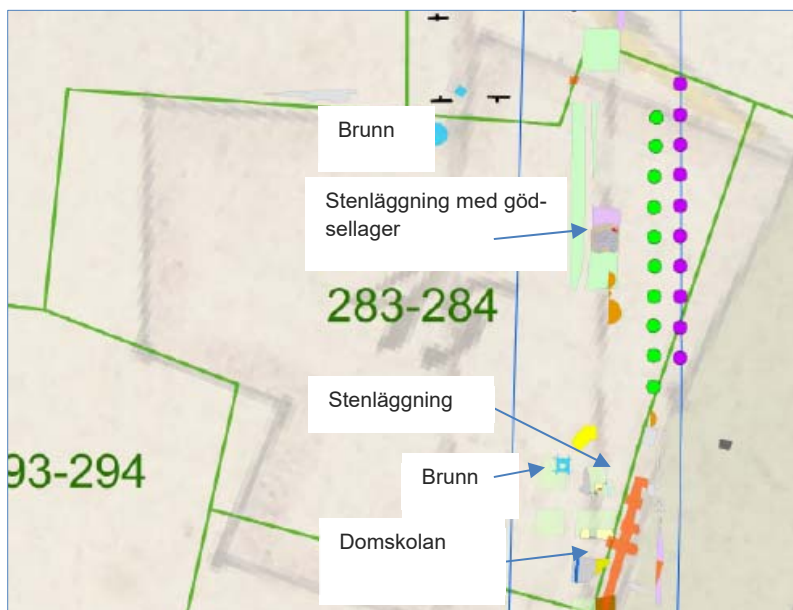 Brunn
Stenläggning med göd-
sellager
283-284
Stenläggning
93-294
Brunn
Domskolan